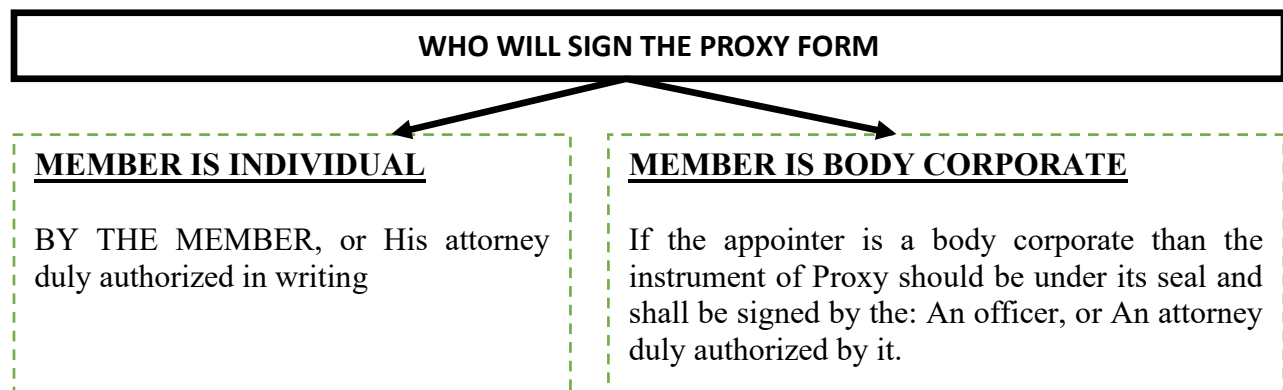 WHO WILL SIGN THE PROXY FORM
MEMBER IS INDIVIDUAL
BY THE MEMBER, or His attorney
duly authorized in writing
MEMBER IS BODY CORPORATE
If the appointer is a body corporate than the
instrument of Proxy should be under its seal and
shall be signed by the: An officer, or An attorney
duly authorized by it.